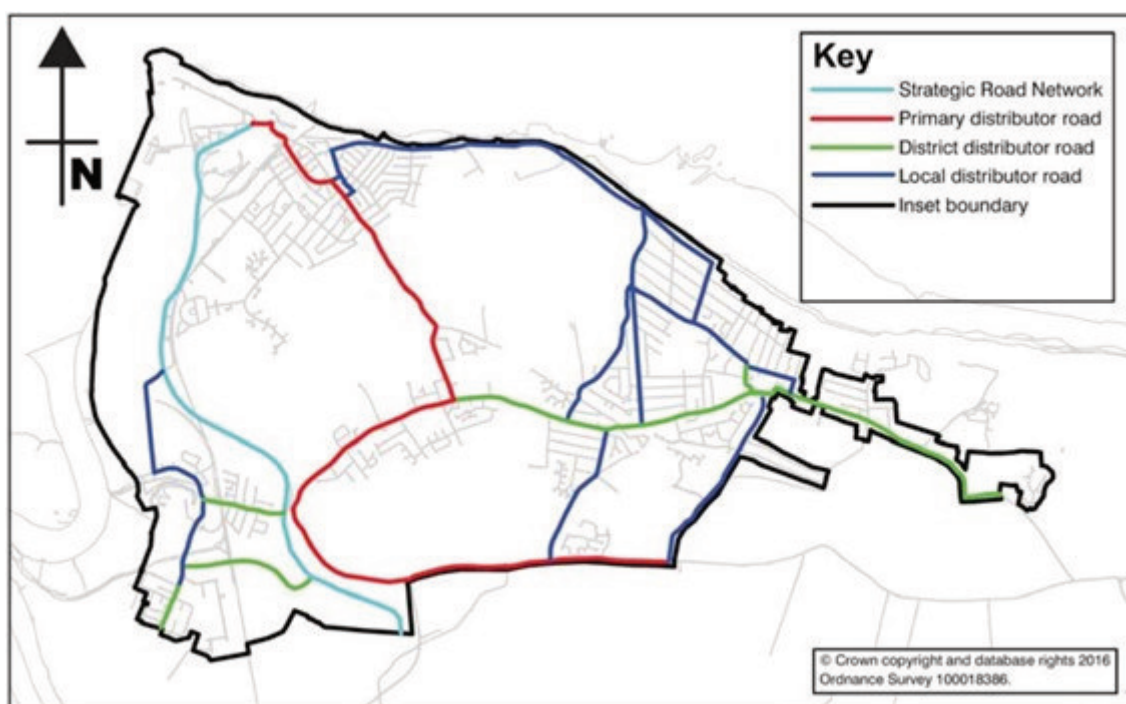 N
Key
Strategic Road Network
Primary distributor road
District distributor road
Local distributor road
Inset boundary
© Crown copyright and database rights 2016
Ordnance Survey 100018386.